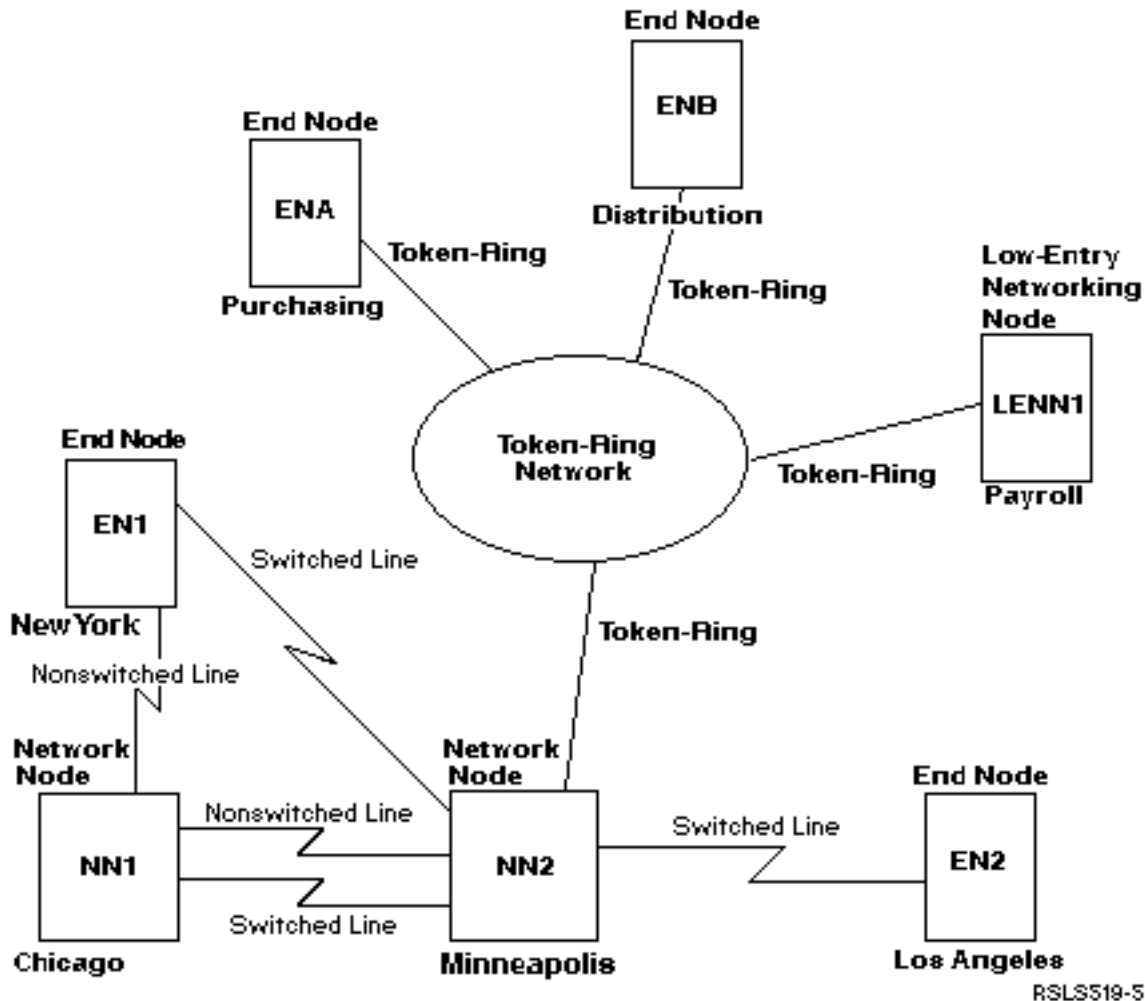 End Node
ENB
Distribution
End Node
ENA
Purchasing
Token-Ring
Token-Ring
Low-Entry
Networking
Node
LENN1
Payroll
Token-Ring
Token-Ring
Network
End Node
EN1
New York
Switched Line
Token-Ring
Nonswitched Line
Network
Node
NN1
Chicago
Nonswitched Line
Switched Line
Network
Node
NN2
Minneapolis
Switched Line
End Node
EN2
Los Angeles
RSLS519-5